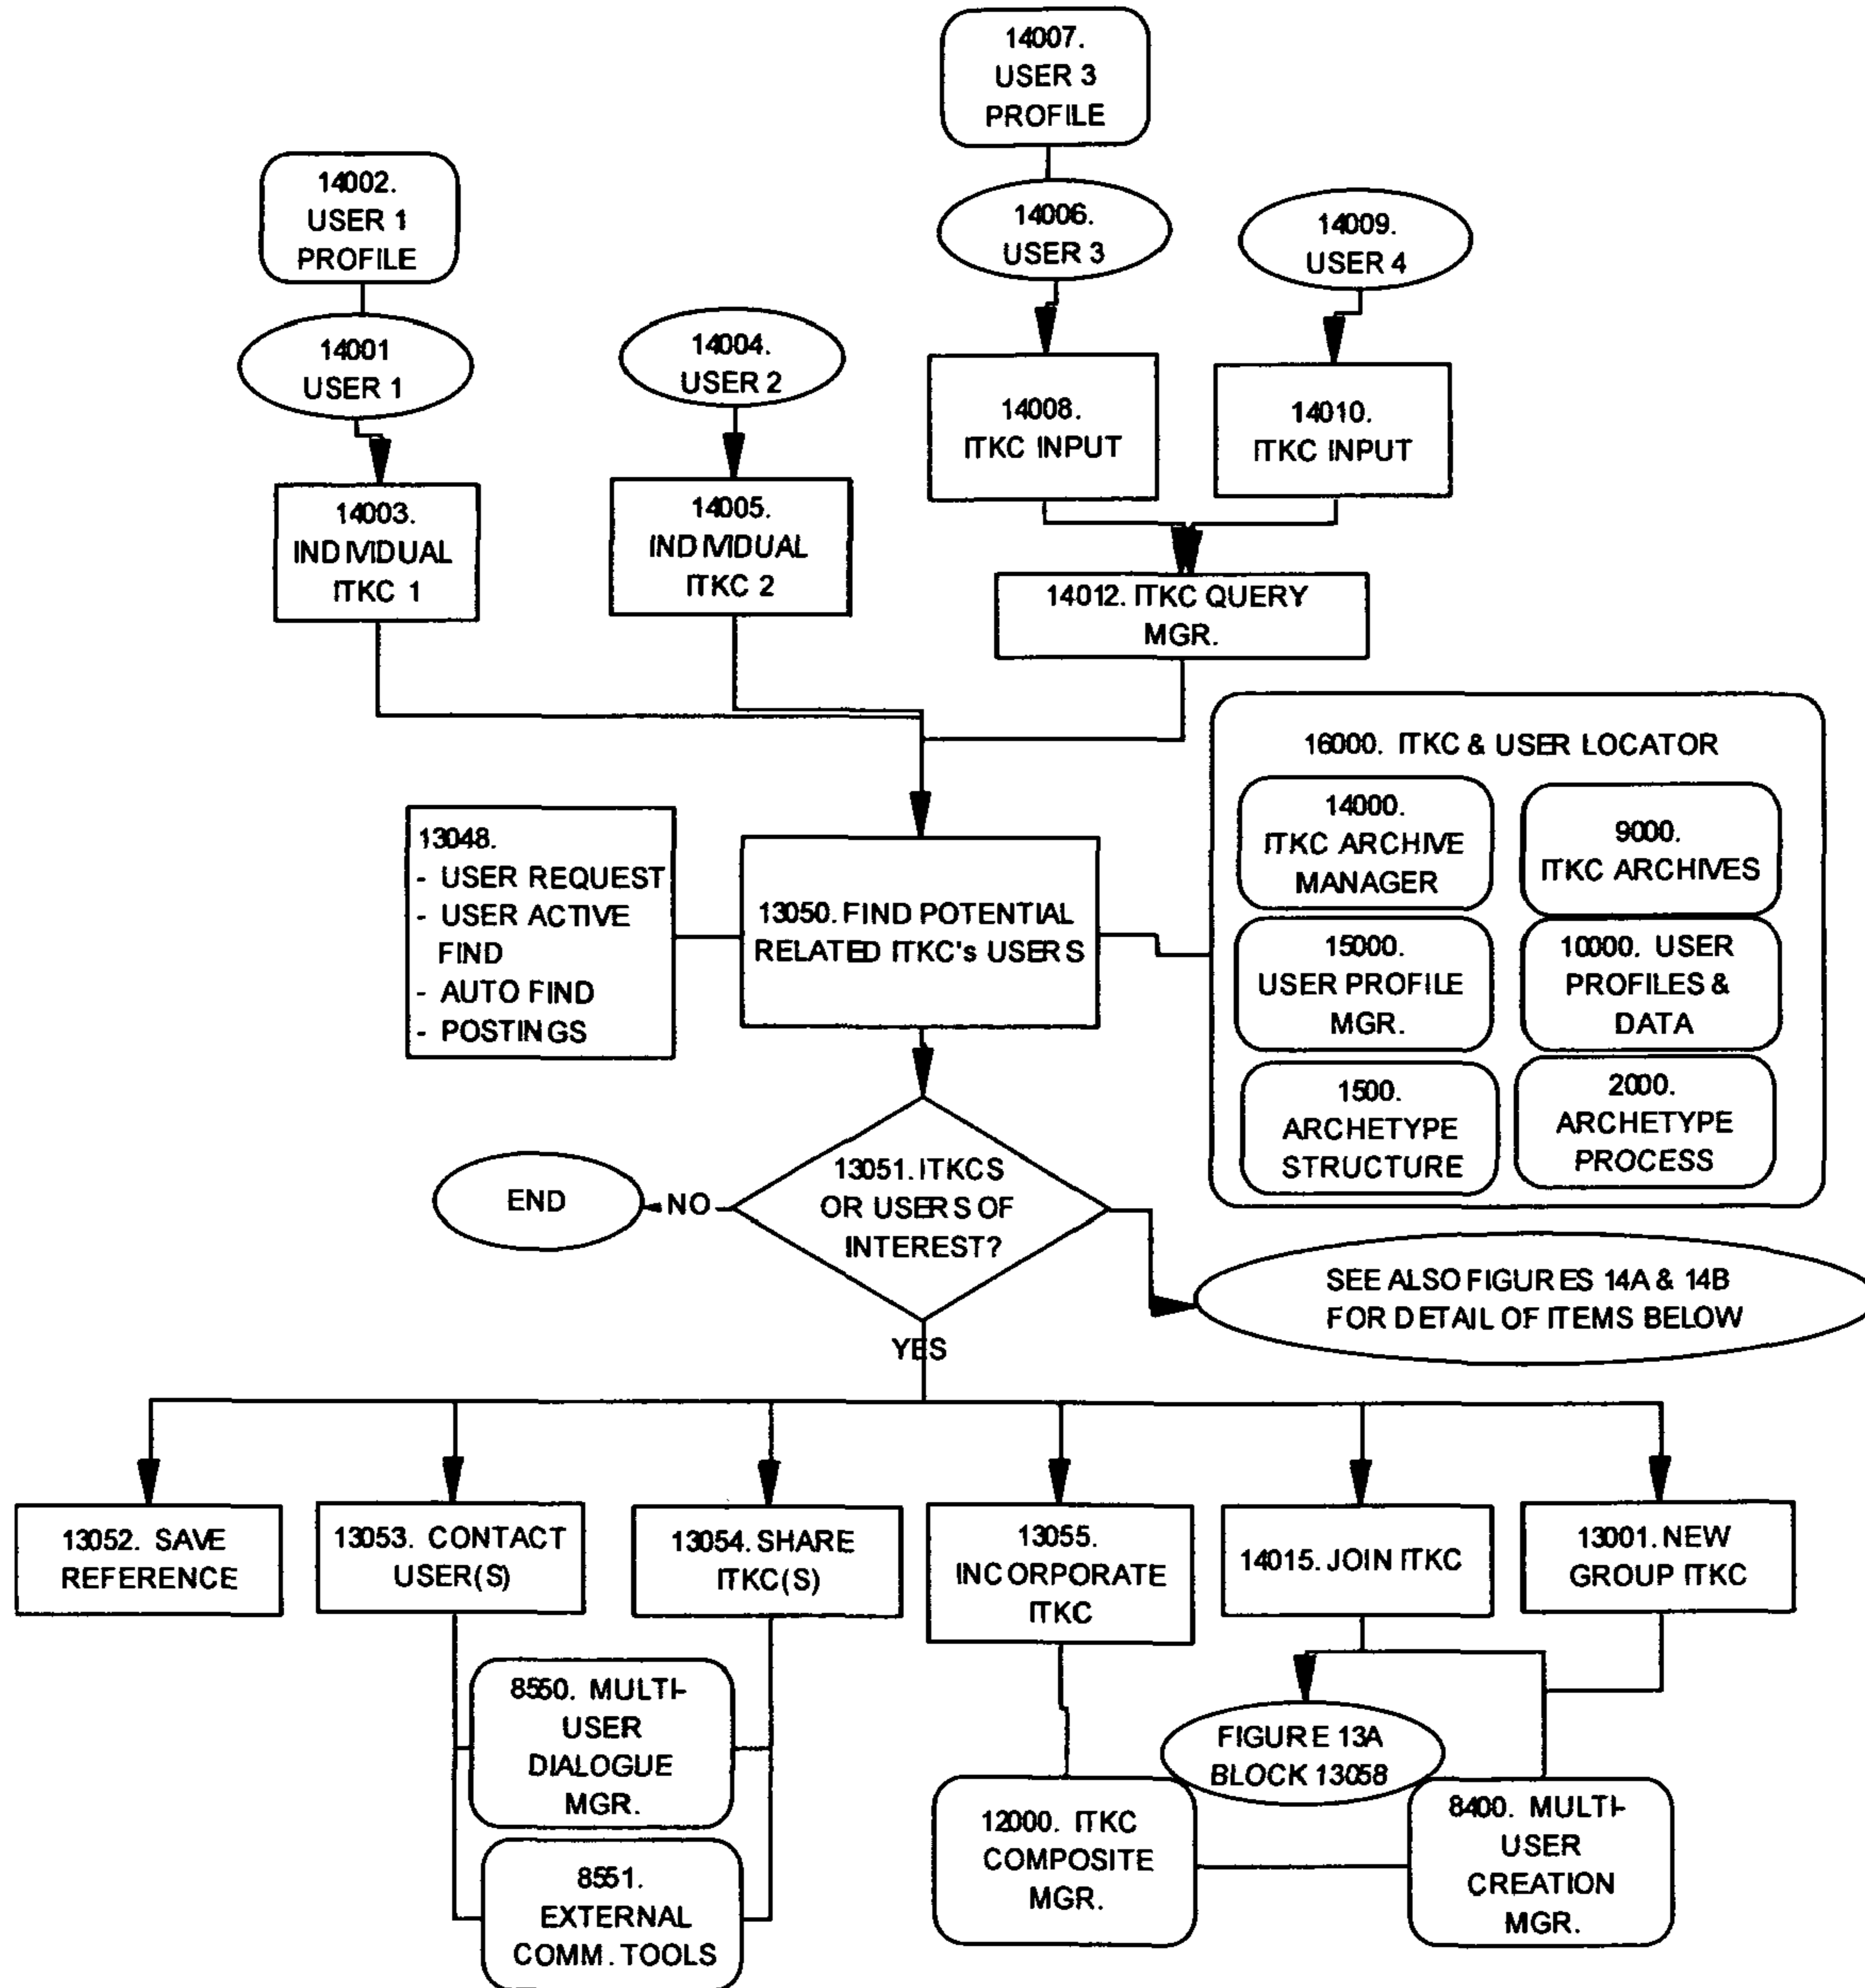 14007.
USER 3
PROFILE
14002.
USER 1
PROFILE
14006.
USER 3
14009.
USER 4
14001
USER 1
14004.
USER 2
14008.
ITKC INPUT
14010.
ITKC INPUT
14003.
INDIVIDUAL
ITKC 1
14005.
INDIVIDUAL
ITKC 2
14012. ITKC QUERY
MGR.
16000. ITKC & USER LOCATOR
14000.
ITKC ARCHIVE
MANAGER
9000.
ITKC ARCHIVES
15000.
USER PROFILE
MGR.
10000. USER
PROFILES &
DATA
1500.
ARCHETYPE
STRUCTURE
2000.
ARCHETYPE
PROCESS
13048.
- USER REQUEST
- USER ACTIVE
FIND
- AUTO FIND
- POSTINGS
13050. FIND POTENTIAL
RELATED ITKC's USERS
13051. ITKCS
OR USERS OF
INTEREST?
NO
END
SEE ALSO FIGURES 14A & 14B
FOR DETAIL OF ITEMS BELOW
YES
13052. SAVE
REFERENCE
13053. CONTACT
USER(S)
13054. SHARE
ITKC(S)
13055.
INCORPORATE
ITKC
14015. JOIN ITKC
13001. NEW
GROUP ITKC
8550. MULTI-
USER
DIALOGUE
MGR.
8551.
EXTERNAL
COMM. TOOLS
FIGURE 13A
BLOCK 13058
12000. ITKC
COMPOSITE
MGR.
8400. MULTI-
USER
CREATION
MGR.